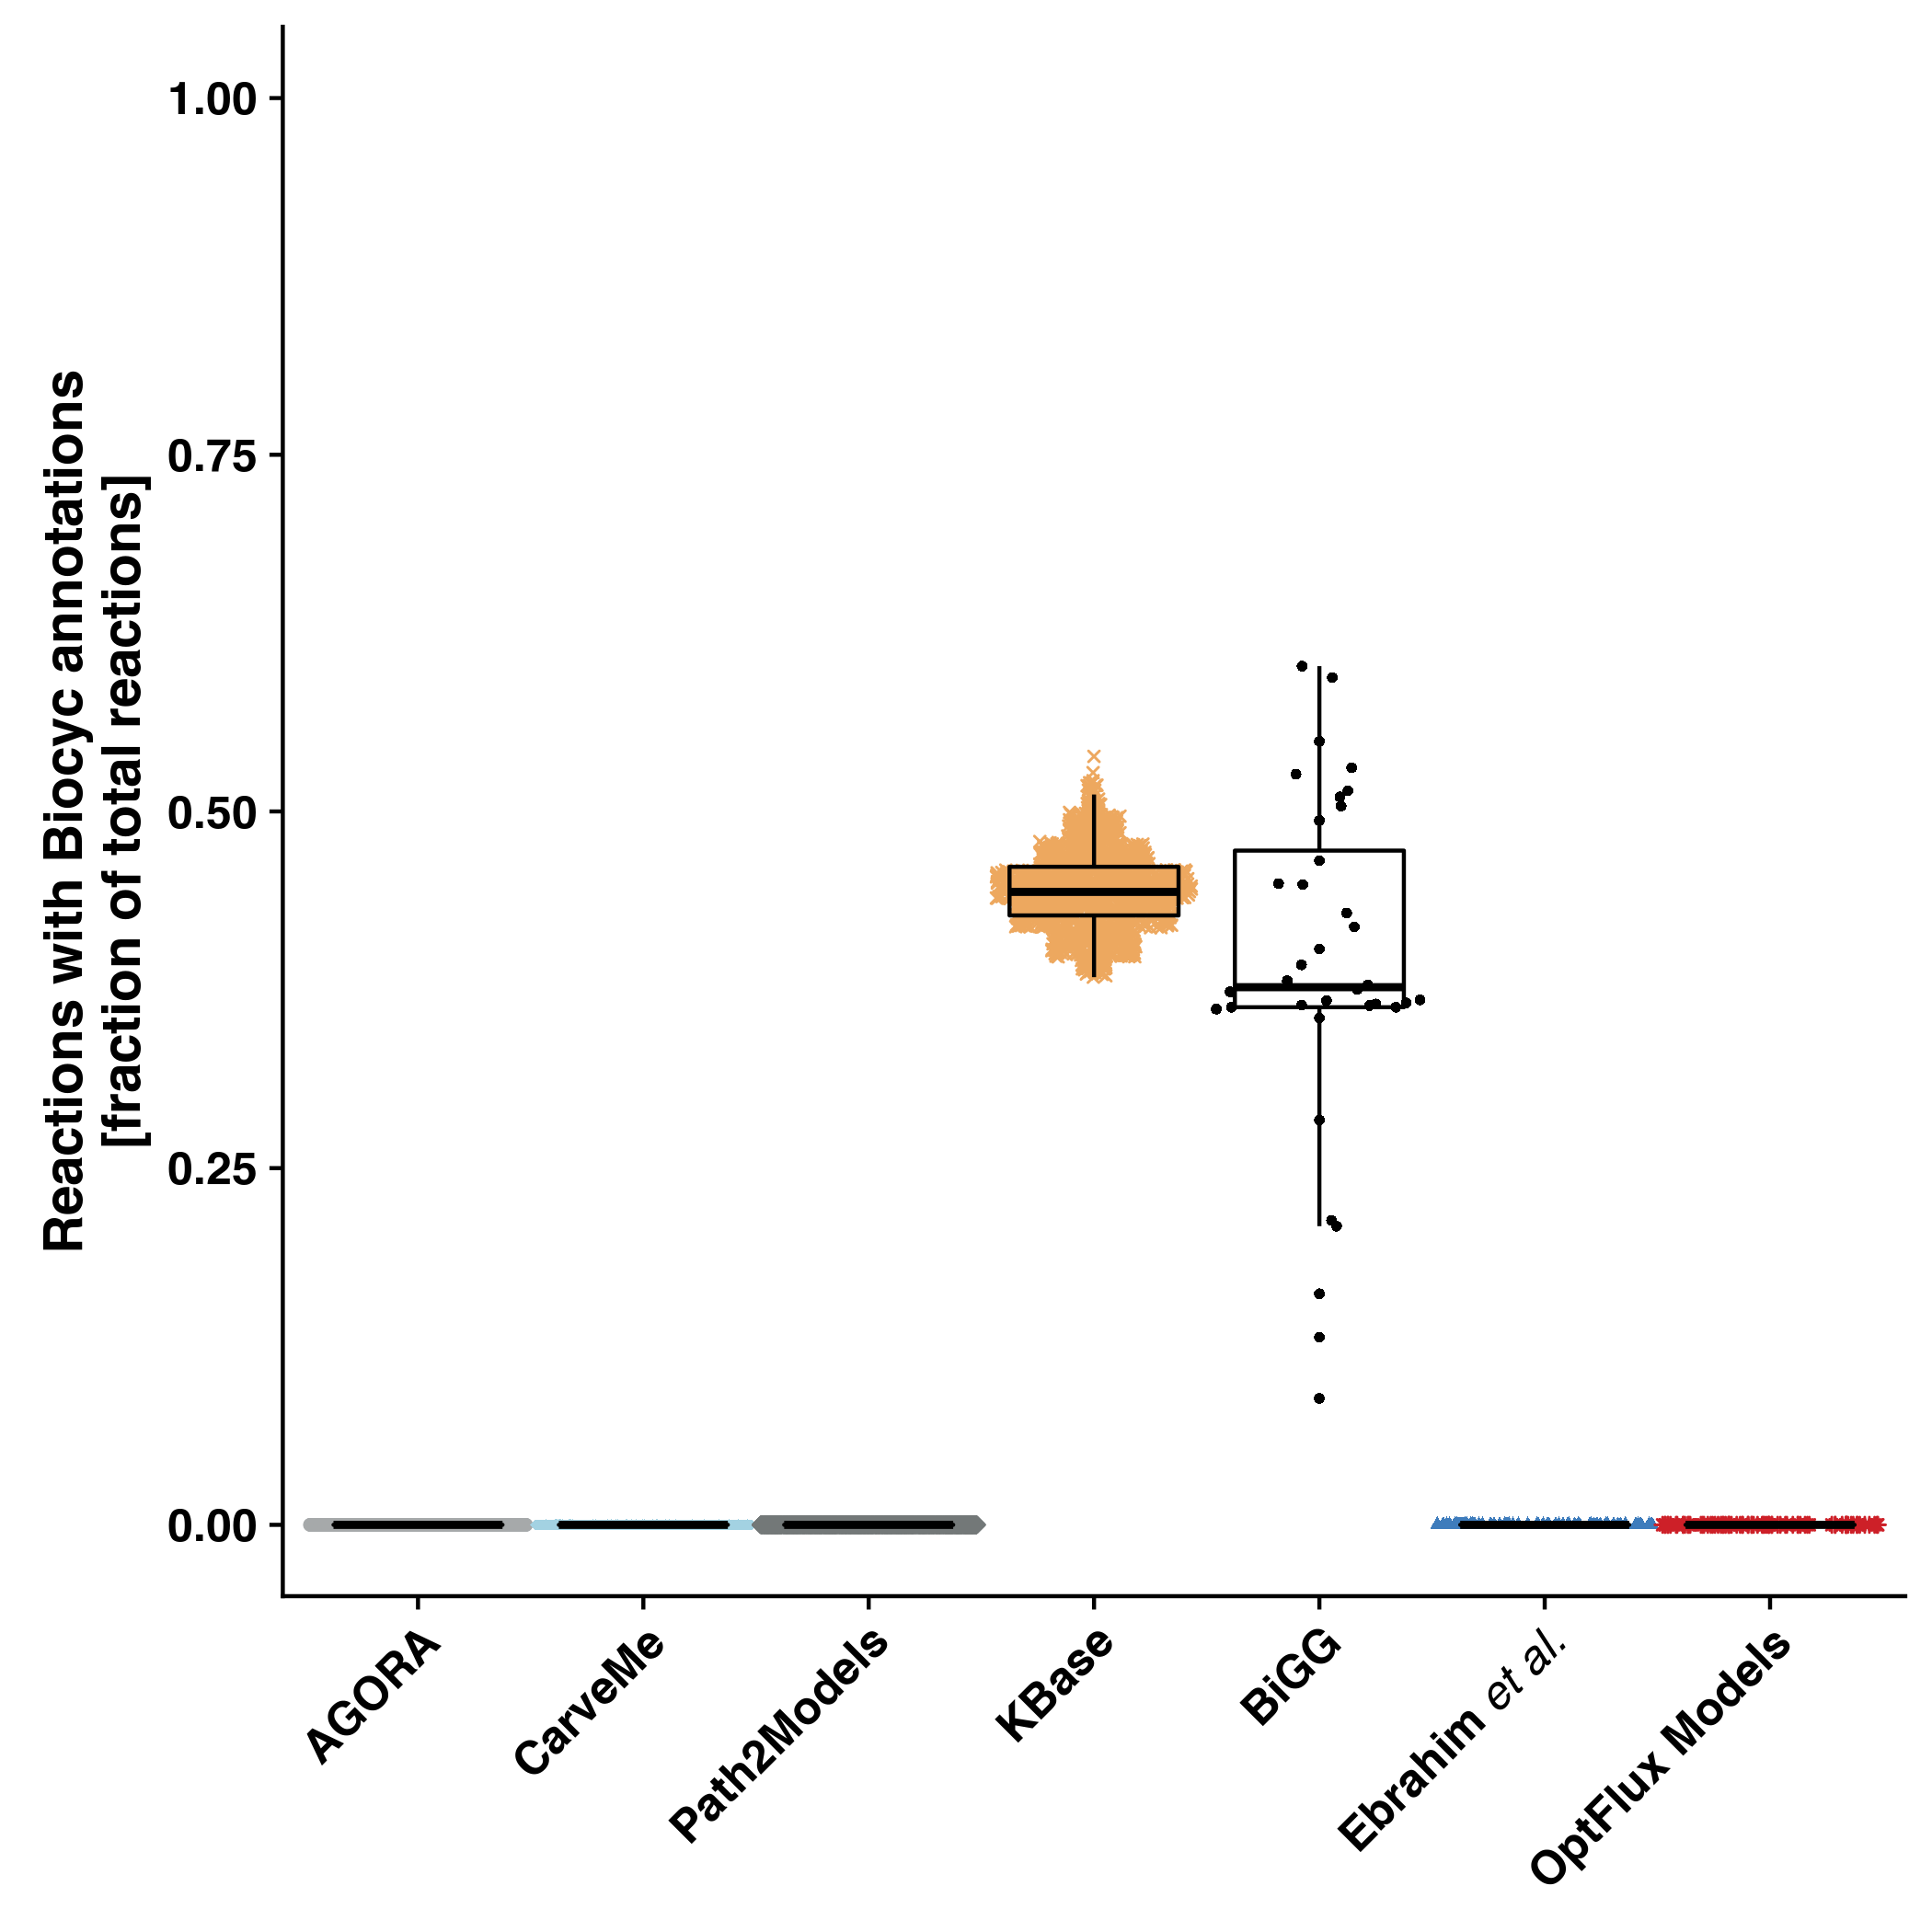 Reactions with Biocyc annotations
[fraction of total reactions]
1.00
0.75
0.50
0.25
0.00
AGORA
CarveMe
Path2Models
KBase
BiGG
Ebrahim et al.
OptFlux Models